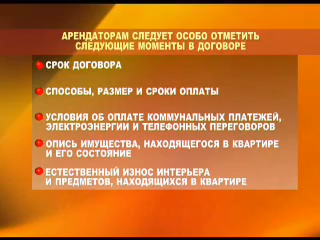 АРЕНДАТОРАМ СЛЕДУЕТ ОСОБО ОТМЕТИТЬ
СЛЕДУЮЩИЕ МОМЕНТЫ В ДОГОВОРЕ
СРОК ДОГОВОРА
СПОСОБЫ, РАЗМЕР И СРОКИ ОПЛАТЫ
УСЛОВИЯ ОБ ОПЛАТЕ КОММУНАЛЬНЫХ ПЛАТЕЖЕЙ,
ЭЛЕКТРОЭНЕРГИИ И ТЕЛЕФОННЫХ ПЕРЕГОВОРОВ
ОПИСЬ ИМУЩЕСТВА, НАХОДЯЩЕГОСЯ В КВАРТИРЕ
И ЕГО СОСТОЯНИЕ
ЕСТЕСТВЕННЫЙ ИЗНОС ИНТЕРЬЕРА
И ПРЕДМЕТОВ, НАХОДЯЩИХСЯ В КВАРТИРЕ